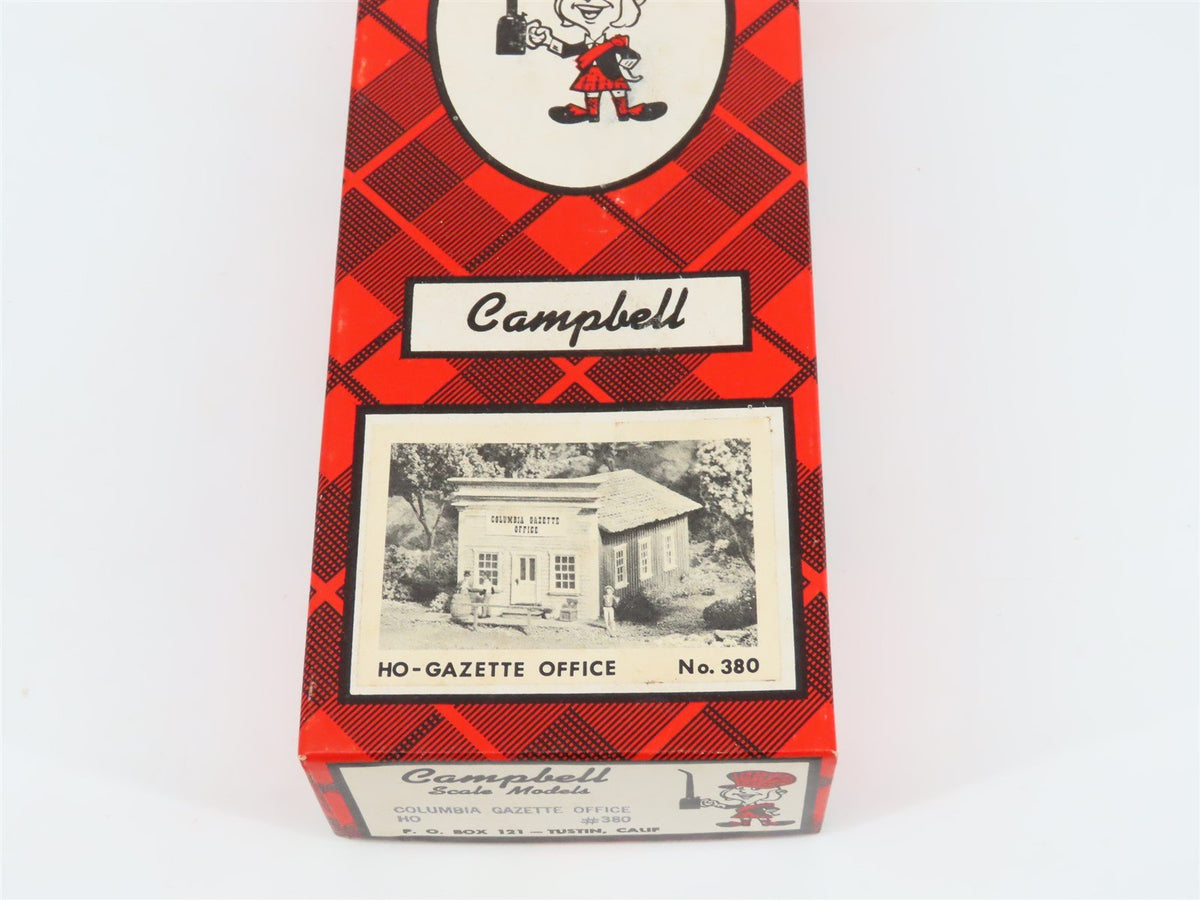 Campbell
COLUMBIA GAZETTE
OFFICE
HO-GAZETTE OFFICE No. 380
Campbell
Scale Models
COLUMBIA GAZETTE OFFICE
HO #380
P. O. BOX 121 — TUSTIN, CALIF